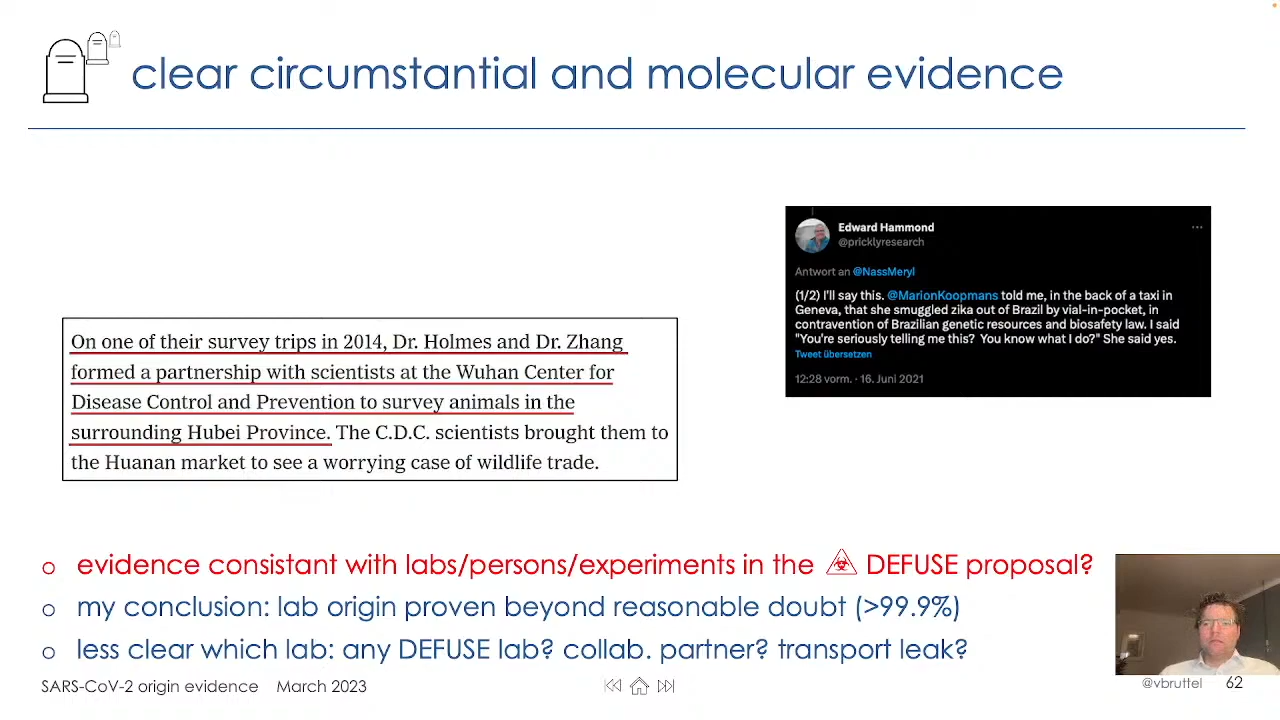 clear circumstantial and molecular evidence
Edward Hammond
@pricklyresearch
Antwort an @NassMeryl
(1/2) I'll say this. @MarionKoopmans told me, in the back of a taxi in
Geneva, that she smuggled zika out of Brazil by vial-in-pocket, in
contravention of Brazilian genetic resources and biosafety law. I said
"You're seriously telling me this? You know what I do?" She said yes.
Tweet übersetzen
12:28 vorm. · 16. Juni 2021
On one of their survey trips in 2014, Dr. Holmes and Dr. Zhang
formed a partnership with scientists at the Wuhan Center for
Disease Control and Prevention to survey animals in the
surrounding Hubei Province. The C.D.C. scientists brought them to
the Huanan market to see a worrying case of wildlife trade.
o evidence consistant with labs/persons/experiments in the DEFUSE proposal?
o my conclusion: lab origin proven beyond reasonable doubt (>99.9%)
o less clear which lab: any DEFUSE lab? collab. partner? transport leak?
SARS-CoV-2 origin evidence March 2023
@vbruttel 62